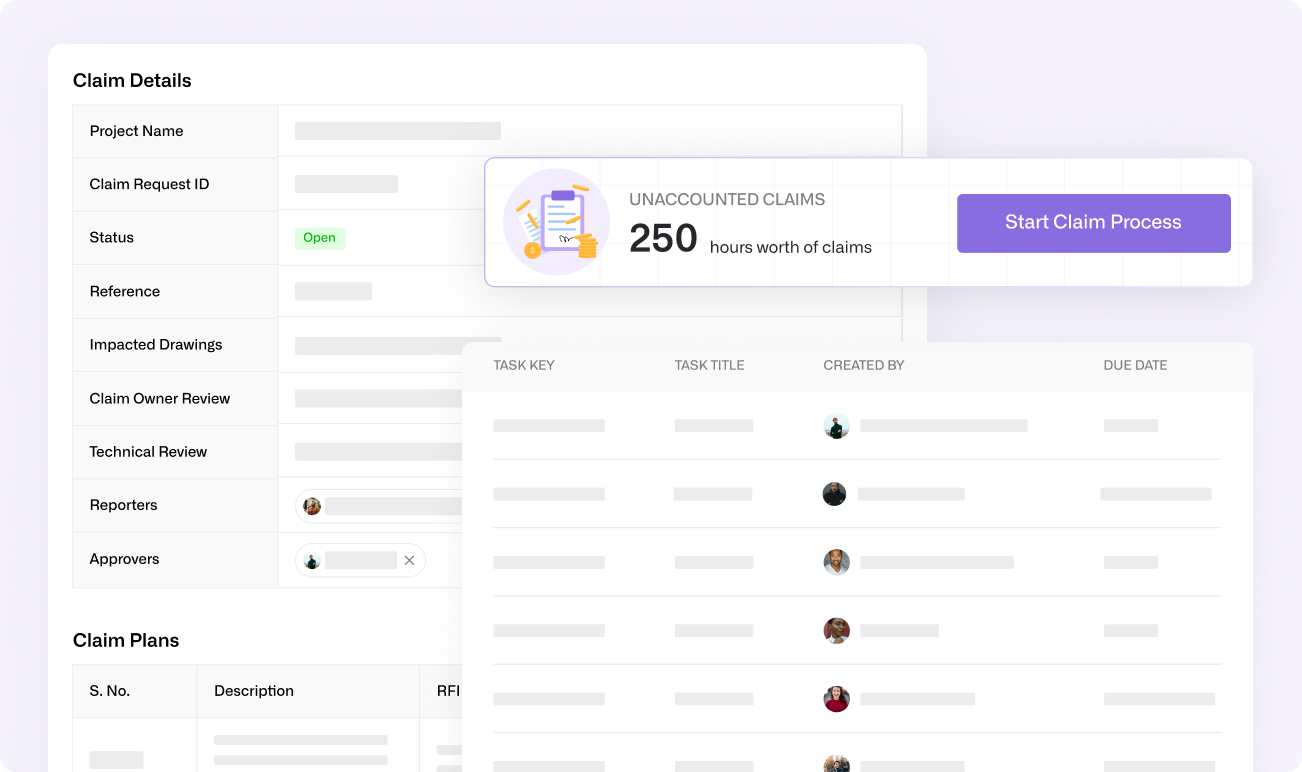 Claim Details
Project Name
Claim Request ID
Status
Open
Reference
Impacted Drawings
Claim Owner Review
Technical Review
Reporters
Approvers
UNACCOUNTED CLAIMS
250 hours worth of claims
Start Claim Process
TASK KEY TASK TITLE CREATED BY DUE DATE
Claim Plans
S. No. Description RFI